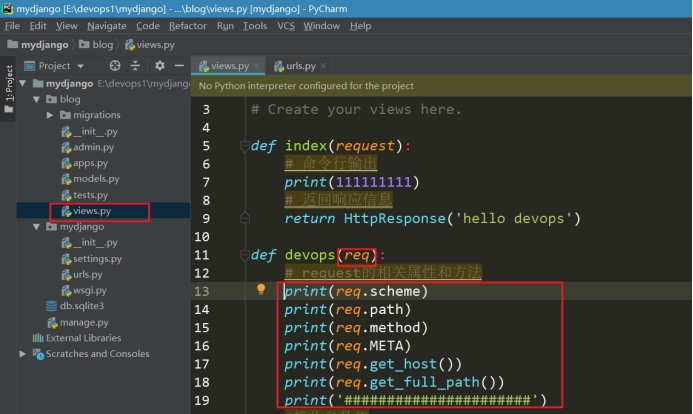 mydjango [E:\devops1\mydjango] - ...\blog\views.py [mydjango] - PyCharm
File Edit View Navigate Code Refactor Run Tools VCS Window Help
mydjango blog views.py
1: Project
Project
views.py urls.py
No Python interpreter configured for the project
mydjango E:\devops1\mydjango
blog
migrations
__init__.py
admin.py
apps.py
models.py
tests.py
views.py
mydjango
__init__.py
settings.py
urls.py
wsgi.py
db.sqlite3
manage.py
External Libraries
Scratches and Consoles
3 # Create your views here.
4
5 def index(request):
6 # 命令行输出
7 print(111111111)
8 # 返回响应信息
9 return HttpResponse('hello devops')
10
11 def devops(req):
12 # request的相关属性和方法
13 print(req.scheme)
14 print(req.path)
15 print(req.method)
16 print(req.META)
17 print(req.get_host())
18 print(req.get_full_path())
19 print('######################')